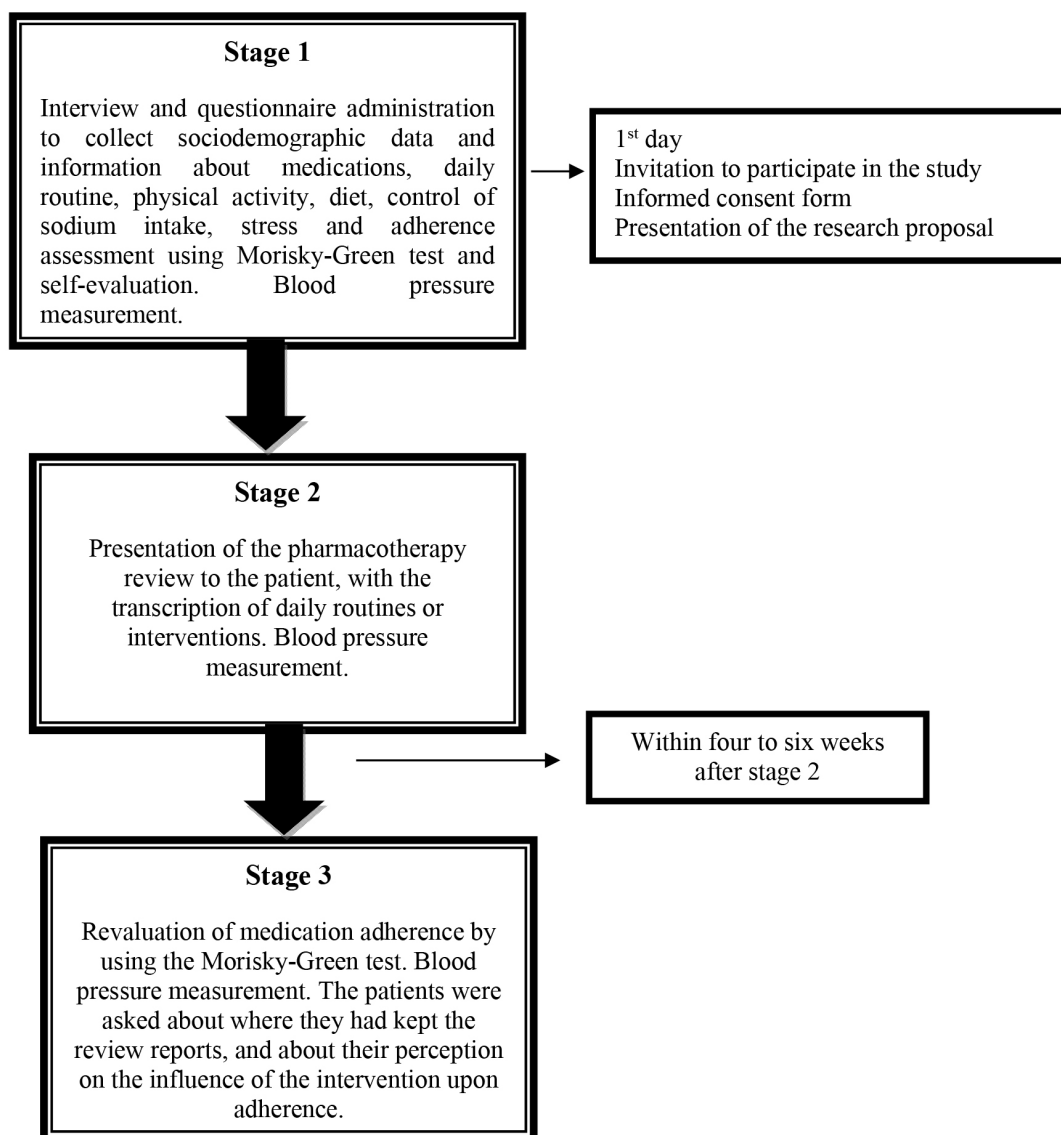 Stage 1
Interview and questionnaire administration
to collect sociodemographic data and
information about medications, daily
routine, physical activity, diet, control of
sodium intake, stress and adherence
assessment using Morisky-Green test and
self-evaluation. Blood pressure
measurement.
1st day
Invitation to participate in the study
Informed consent form
Presentation of the research proposal
Stage 2
Presentation of the pharmacotherapy
review to the patient, with the
transcription of daily routines or
interventions. Blood pressure
measurement.
Within four to six weeks
after stage 2
Stage 3
Revaluation of medication adherence by
using the Morisky-Green test. Blood
pressure measurement. The patients were
asked about where they had kept the
review reports, and about their perception
on the influence of the intervention upon
adherence.